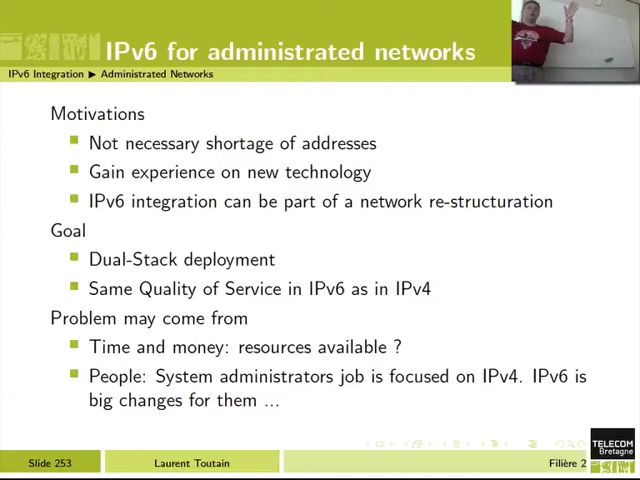 IPv6 for administrated networks
IPv6 Integration ▶ Administrated Networks
Motivations
Not necessary shortage of addresses
Gain experience on new technology
IPv6 integration can be part of a network re-structuration
Goal
Dual-Stack deployment
Same Quality of Service in IPv6 as in IPv4
Problem may come from
Time and money: resources available ?
People: System administrators job is focused on IPv4. IPv6 is
big changes for them ...
TELECOM
Bretagne
Slide 253
Laurent Toutain
Filière 2